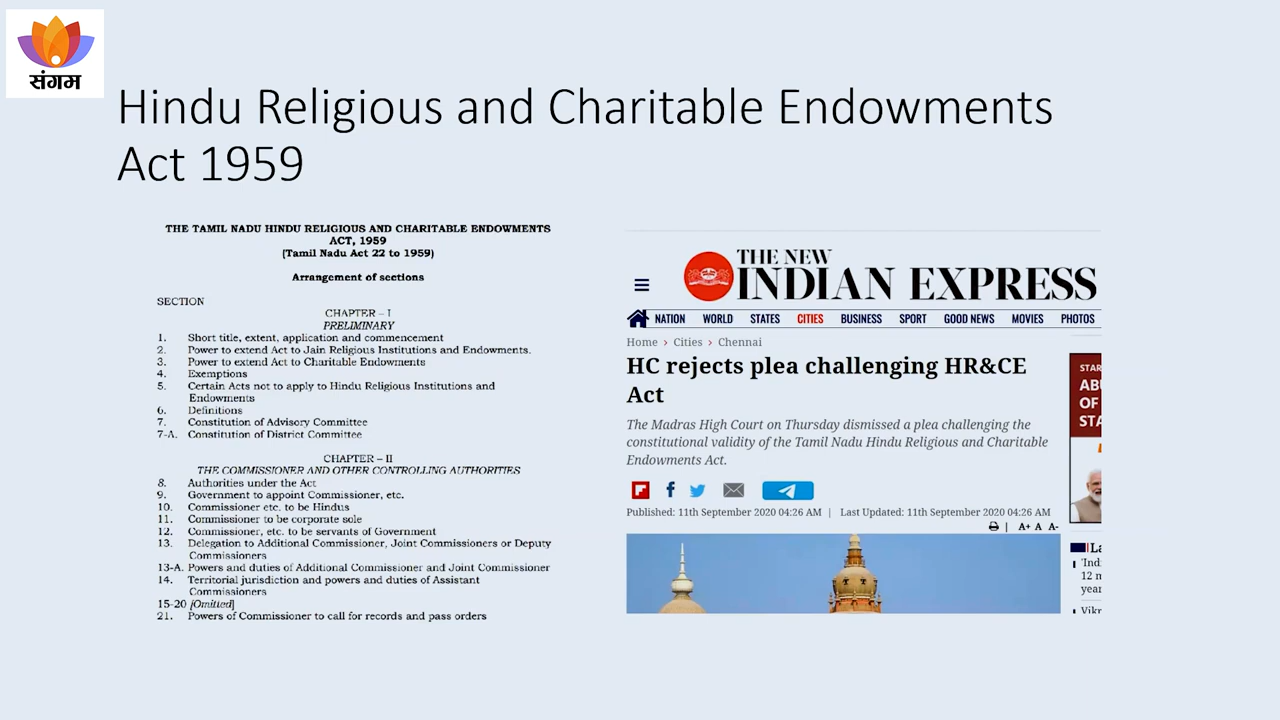 संगम
Hindu Religious and Charitable Endowments
Act 1959
THE TAMIL NADU HINDU RELIGIOUS AND CHARITABLE ENDOWMENTS
ACT, 1959
(Tamil Nadu Act 22 to 1959)
Arrangement of sections
SECTION
CHAPTER – I
PRELIMINARY
1. Short title, extent, application and commencement
2. Power to extend Act to Jain Religious Institutions and Endowments.
3. Power to extend Act to Charitable Endowments
4. Exemptions
5. Certain Acts not to apply to Hindu Religious Institutions and
Endowments
6. Definitions
7. Constitution of Advisory Committee
7-A. Constitution of District Committee
CHAPTER – II
THE COMMISSIONER AND OTHER CONTROLLING AUTHORITIES
8. Authorities under the Act
9. Government to appoint Commissioner, etc.
10. Commissioner etc. to be Hindus
11. Commissioner to be corporate sole
12. Commissioner, etc. to be servants of Government
13. Delegation to Additional Commissioner, Joint Commissioners or Deputy
Commissioners
13-A. Powers and duties of Additional Commissioner and Joint Commissioner
14. Territorial jurisdiction and powers and duties of Assistant
Commissioners
15-20 [Omitted]
21. Powers of Commissioner to call for records and pass orders
THE NEW
INDIAN EXPRESS
NATION WORLD STATES CITIES BUSINESS SPORT GOOD NEWS MOVIES PHOTOS
Home › Cities › Chennai
HC rejects plea challenging HR&CE
Act
The Madras High Court on Thursday dismissed a plea challenging the
constitutional validity of the Tamil Nadu Hindu Religious and Charitable
Endowments Act.
Published: 11th September 2020 04:26 AM | Last Updated: 11th September 2020 04:26 AM
| A+ A A-
STAR
AB
OF
STA
La
'Ind
12 m
year
Vikr